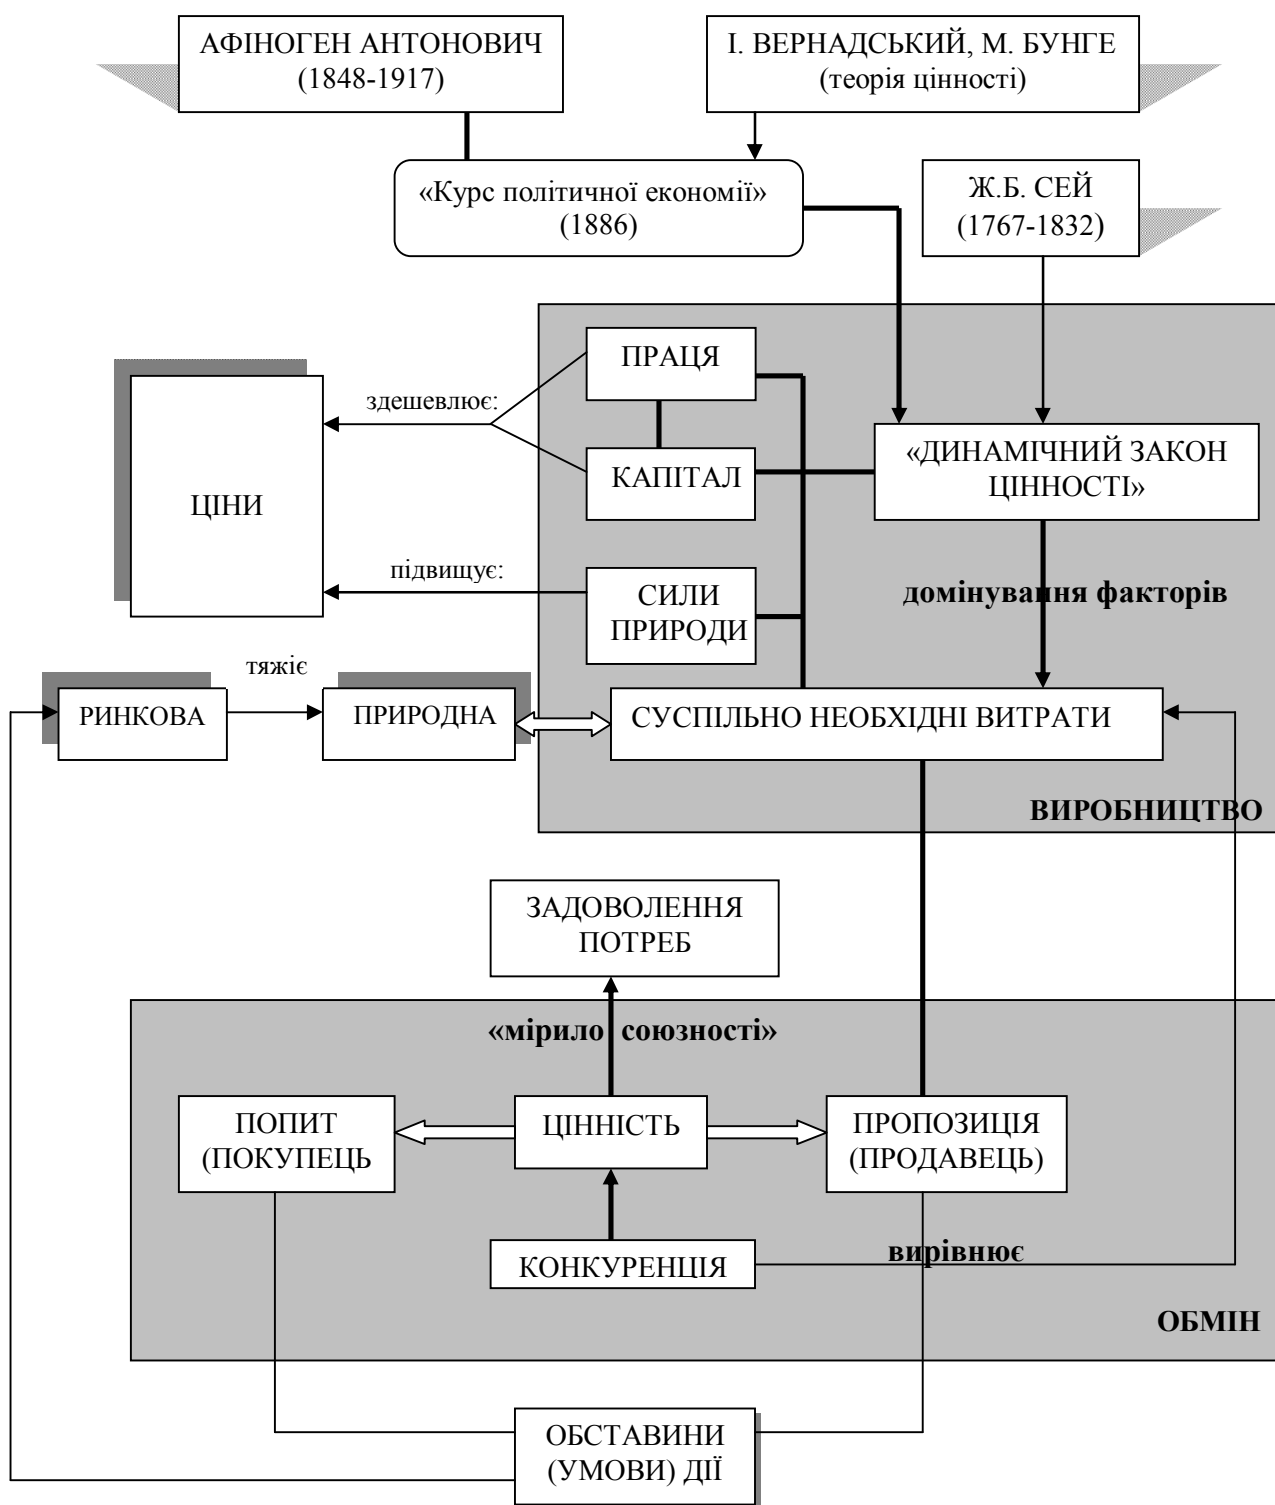 АФІНОГЕН АНТОНОВИЧ
(1848-1917)
І. ВЕРНАДСЬКИЙ, М. БУНГЕ
(теорія цінності)
«Курс політичної економії»
(1886)
Ж.Б. СЕЙ
(1767-1832)
ПРАЦЯ
здешевлює:
КАПІТАЛ
«ДИНАМІЧНИЙ ЗАКОН
ЦІННОСТІ»
ЦІНИ
підвищує:
СИЛИ
ПРИРОДИ
домінування факторів
тяжіє
РИНКОВА
ПРИРОДНА
СУСПІЛЬНО НЕОБХІДНІ ВИТРАТИ
ВИРОБНИЦТВО
ЗАДОВОЛЕННЯ
ПОТРЕБ
«мірило союзності»
ПОПИТ
(ПОКУПЕЦЬ
ЦІННІСТЬ
ПРОПОЗИЦІЯ
(ПРОДАВЕЦЬ)
КОНКУРЕНЦІЯ
вирівнює
ОБМІН
ОБСТАВИНИ
(УМОВИ) ДІЇ